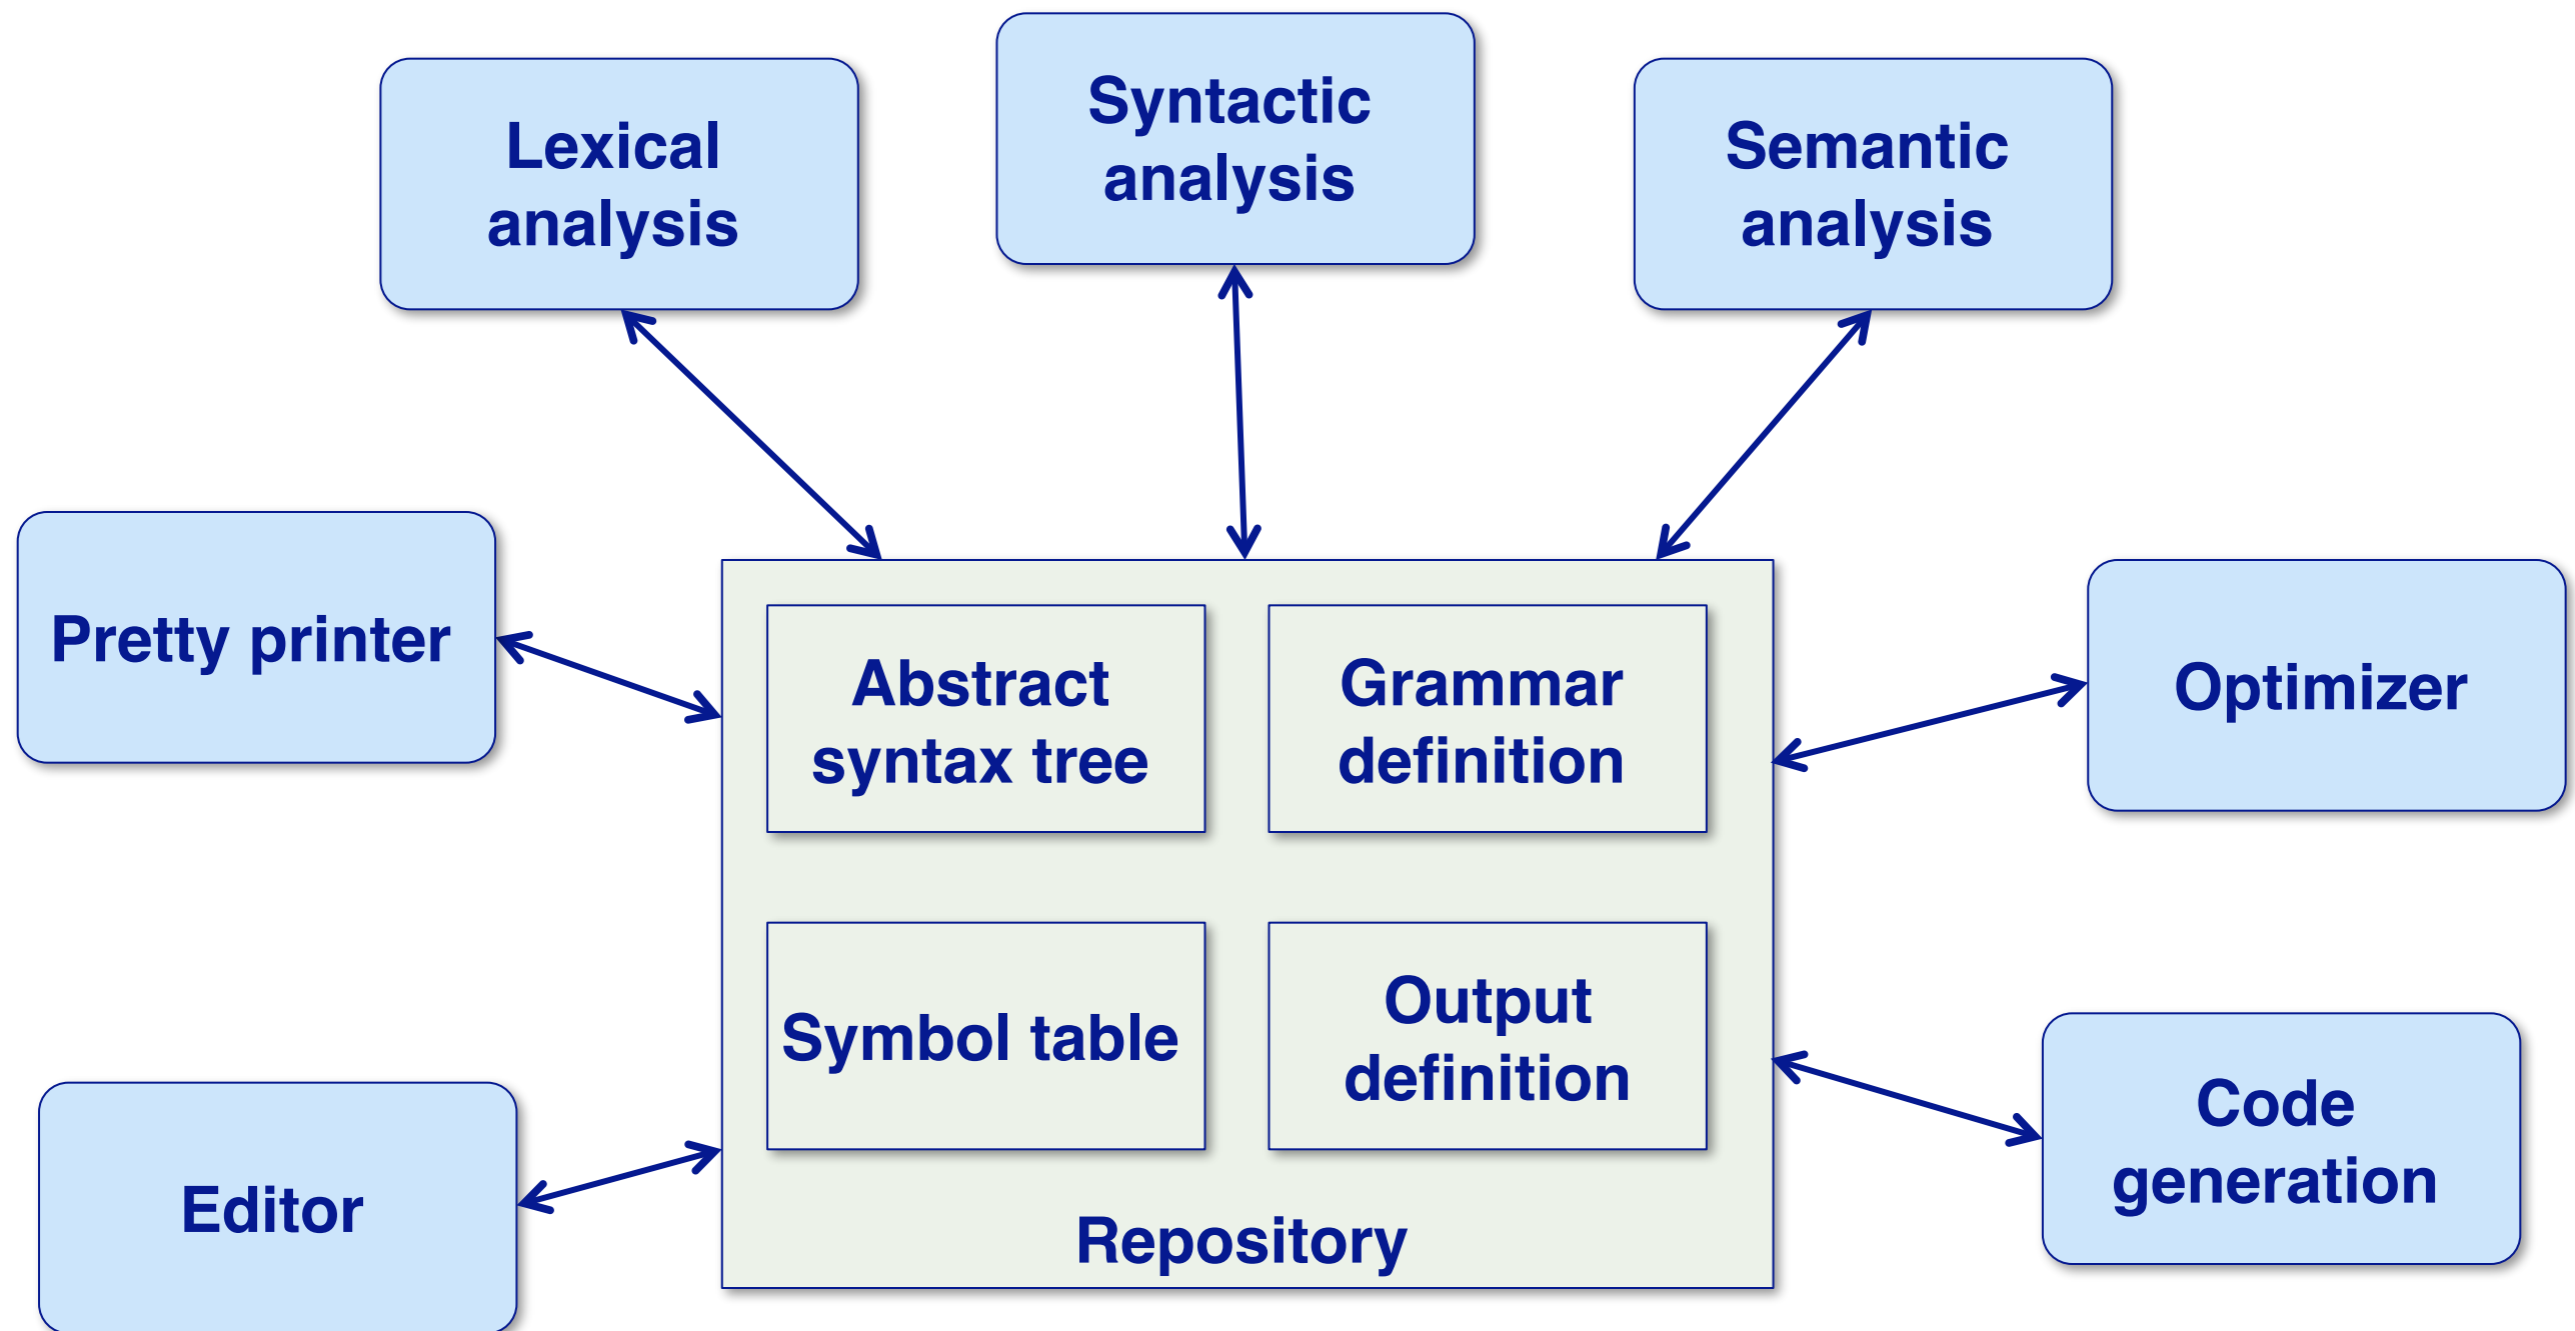 Lexical
analysis
Syntactic
analysis
Semantic
analysis
Pretty printer
Abstract
syntax tree
Grammar
definition
Optimizer
Symbol table
Output
definition
Editor
Code
generation
Repository